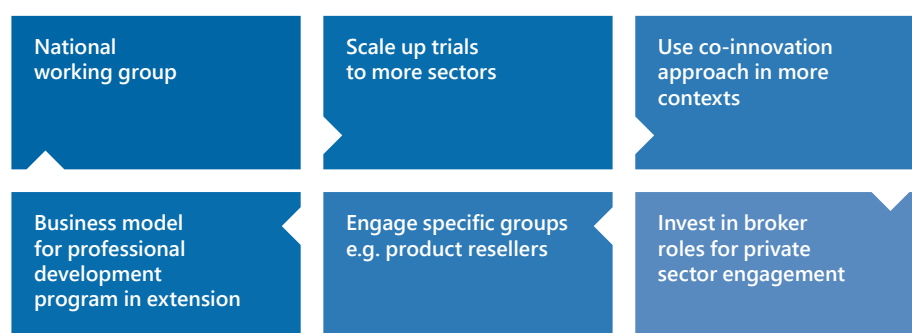 National
working group
Scale up trials
to more sectors
Use co-innovation
approach in more
contexts
Business model
for professional
development
program in extension
Engage specific groups
e.g. product resellers
Invest in broker
roles for private
sector engagement